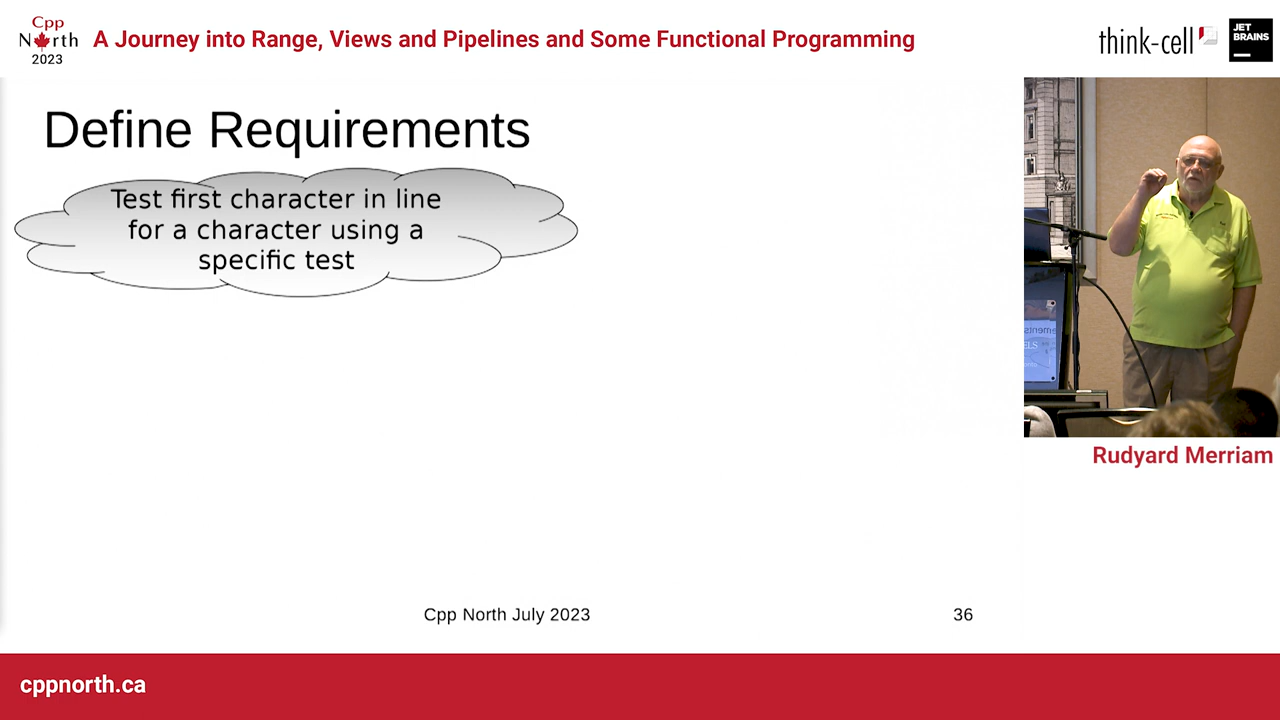 Cpp
North
2023
A Journey into Range, Views and Pipelines and Some Functional Programming
think-cell
JET
BRAINS
Define Requirements
Test first character in line
for a character using a
specific test
Rudyard Merriam
Cpp North July 2023
36
cppnorth.ca